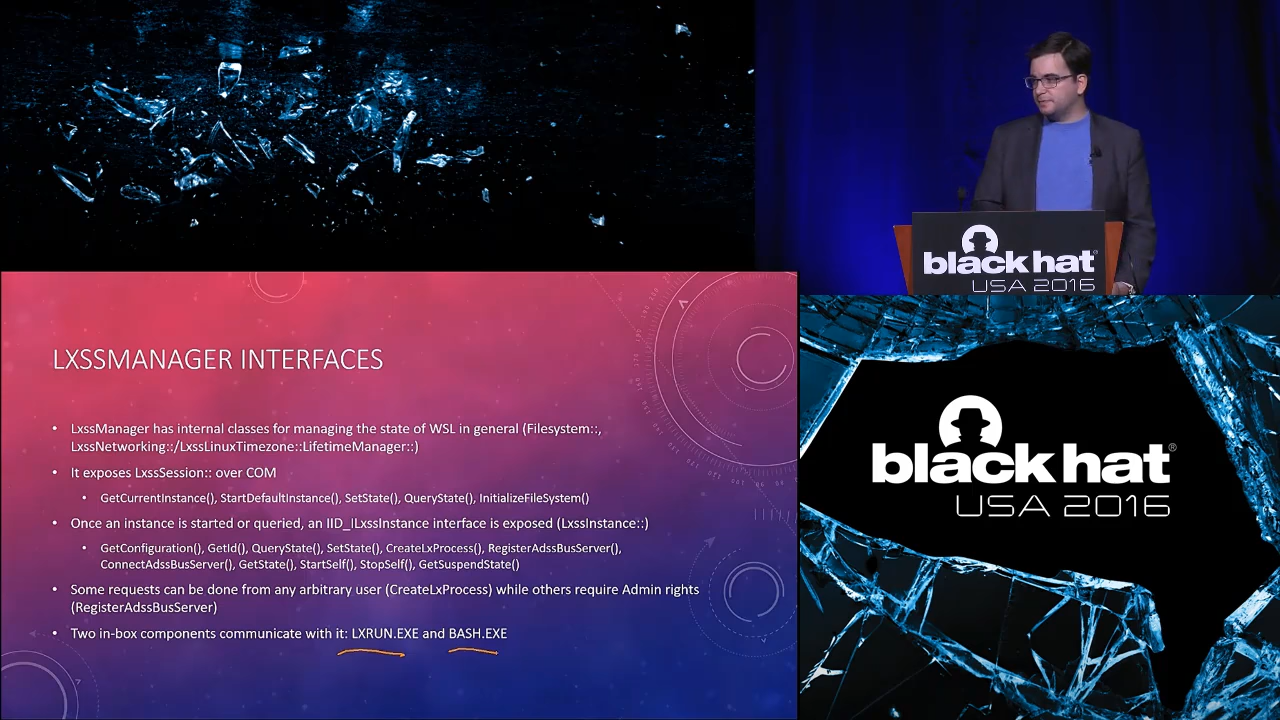 black hat®
USA 2016
LXSSMANAGER INTERFACES
• LxssManager has internal classes for managing the state of WSL in general (Filesystem::,
LxssNetworking::/LxssLinuxTimezone::LifetimeManager::)
• It exposes LxssSession:: over COM
• GetCurrentInstance(), StartDefaultInstance(), SetState(), QueryState(), InitializeFileSystem()
• Once an instance is started or queried, an IID_ILxssInstance interface is exposed (LxssInstance::)
• GetConfiguration(), GetId(), QueryState(), SetState(), CreateLxProcess(), RegisterAdssBusServer(),
ConnectAdssBusServer(), GetState(), StartSelf(), StopSelf(), GetSuspendState()
• Some requests can be done from any arbitrary user (CreateLxProcess) while others require Admin rights
(RegisterAdssBusServer)
• Two in-box components communicate with it: LXRUN.EXE and BASH.EXE
black hat®
USA 2016